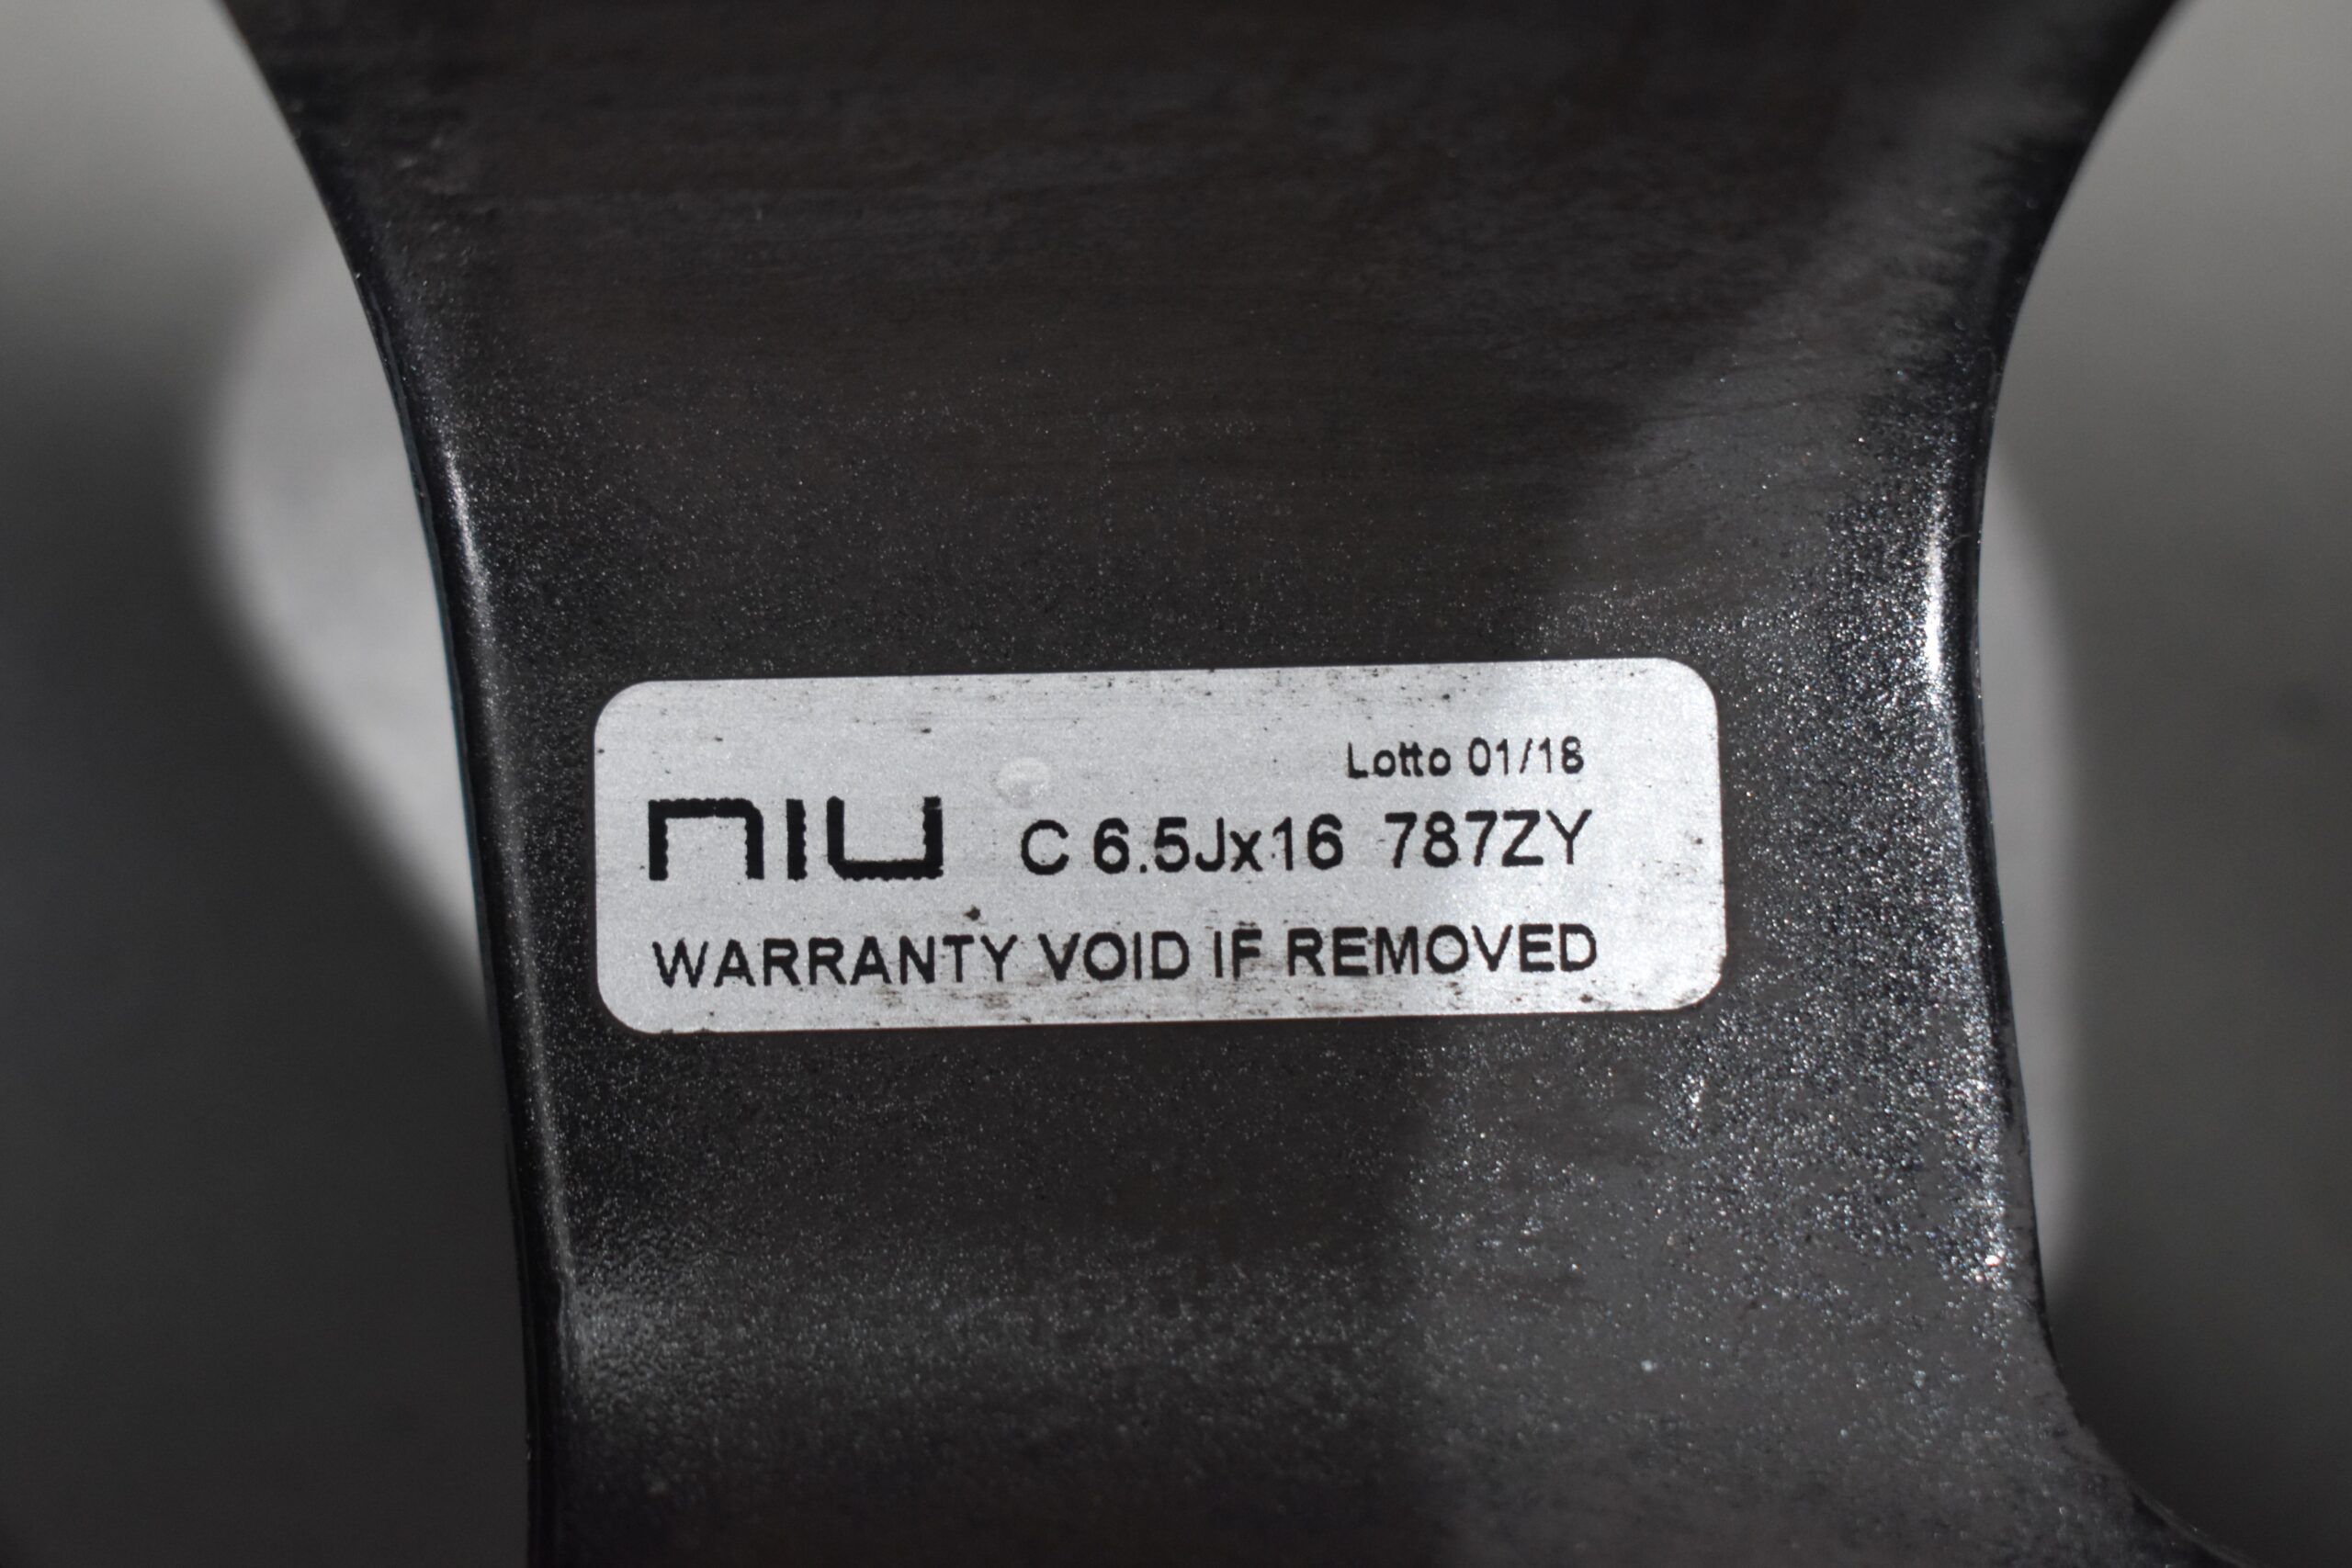 Lotto 01/18
NIU C 6.5Jx16 787ZY
WARRANTY VOID IF REMOVED